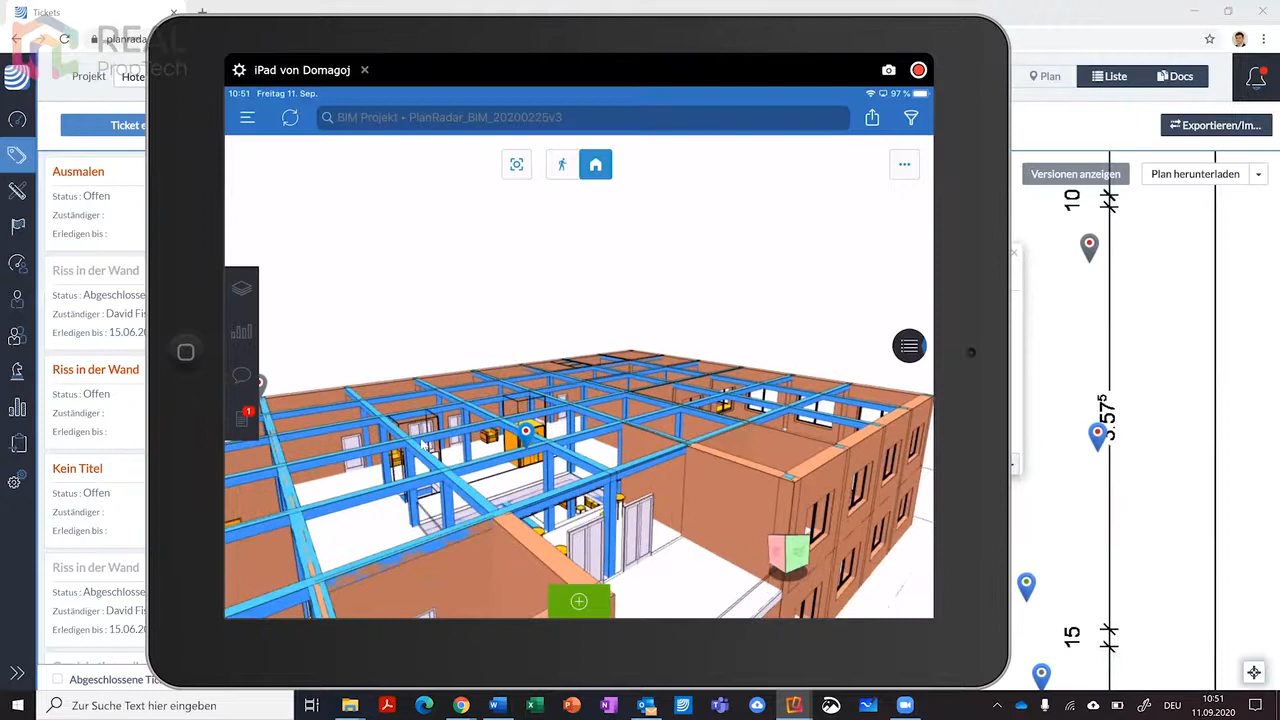 Tickets
planrada
REAL
PropTech
Projekt
Hote
Plan
Liste
Docs
Ticket e
Exportieren/Im...
iPad von Domagoj
10:51 Freitag 11. Sep.
97 %
BIM Projekt • PlanRadar_BIM_20200225v3
Versionen anzeigen
Plan herunterladen
Ausmalen
Status : Offen
Zuständiger :
Erledigen bis :
Riss in der Wand
Status : Abgeschlosse
Zuständiger : David Fis
Erledigen bis : 15.06.20
Riss in der Wand
Status : Offen
Zuständiger :
Erledigen bis :
Kein Titel
Status : Offen
Zuständiger :
Erledigen bis :
Riss in der Wand
Status : Abgeschlosse
Zuständiger : David Fis
Erledigen bis : 15.06.20
Abgeschlossene Tic
1
10
3.57⁵
15
Zur Suche Text hier eingeben
DEU
10:51
11.09.2020